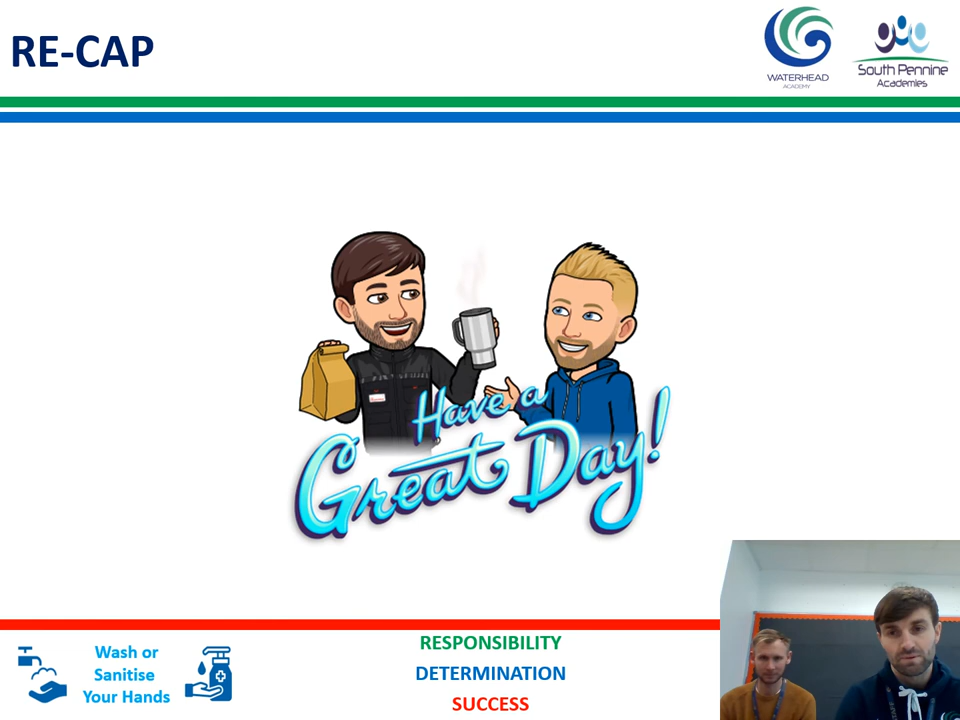 RE-CAP
WATERHEAD
ACADEMY
South Pennine
Academies
Have a
Great Day!
Wash or
Sanitise
Your Hands
RESPONSIBILITY
DETERMINATION
SUCCESS